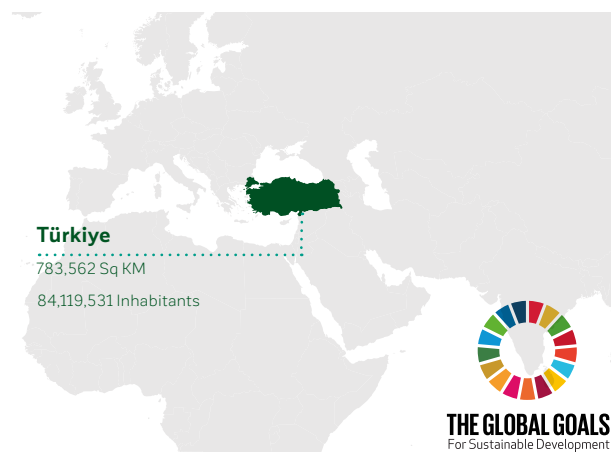 Türkiye
783,562 Sq KM
84,119,531 Inhabitants
THE GLOBAL GOALS
For Sustainable Development